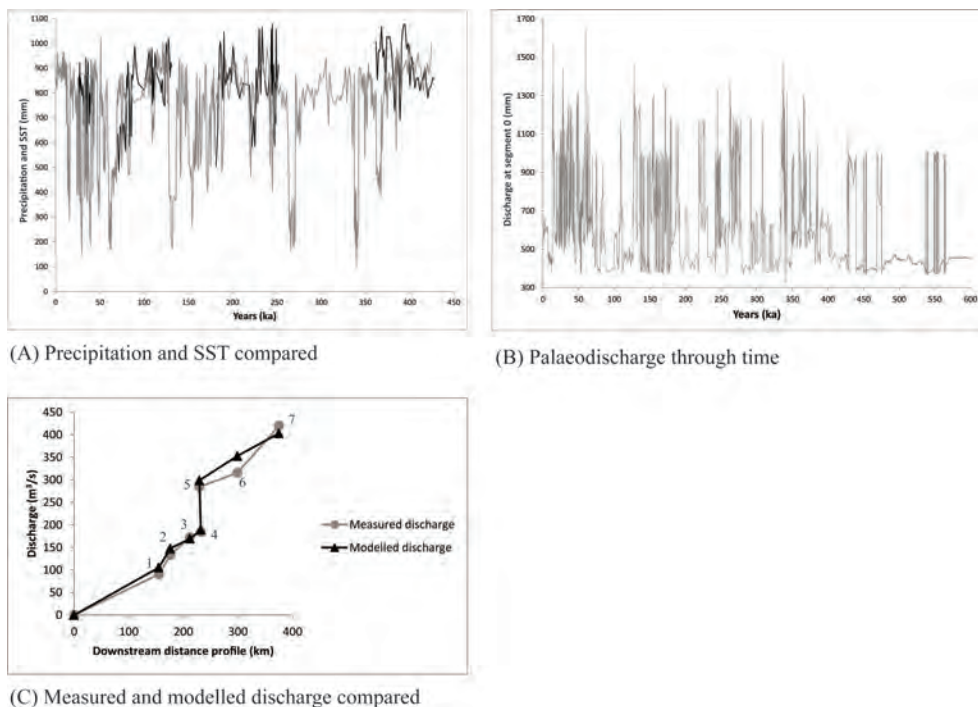 1100
1000
900
800
700
600
500
400
300
200
100
0
Precipitation and SST (mm)
0 50 100 150 200 250 300 350 400 450
Years (ka)
(A) Precipitation and SST compared
1700
1500
1300
1100
900
700
500
300
Discharge at segment 0 (mm)
0 50 100 150 200 250 300 350 400 450 500 550 600
Years (ka)
(B) Palaeodischarge through time
450
400
350
300
250
200
150
100
50
0
Discharge (m³/s)
1
2
3
4
5
6
7
Measured discharge
Modelled discharge
0 100 200 300 400
Downstream distance profile (km)
(C) Measured and modelled discharge compared